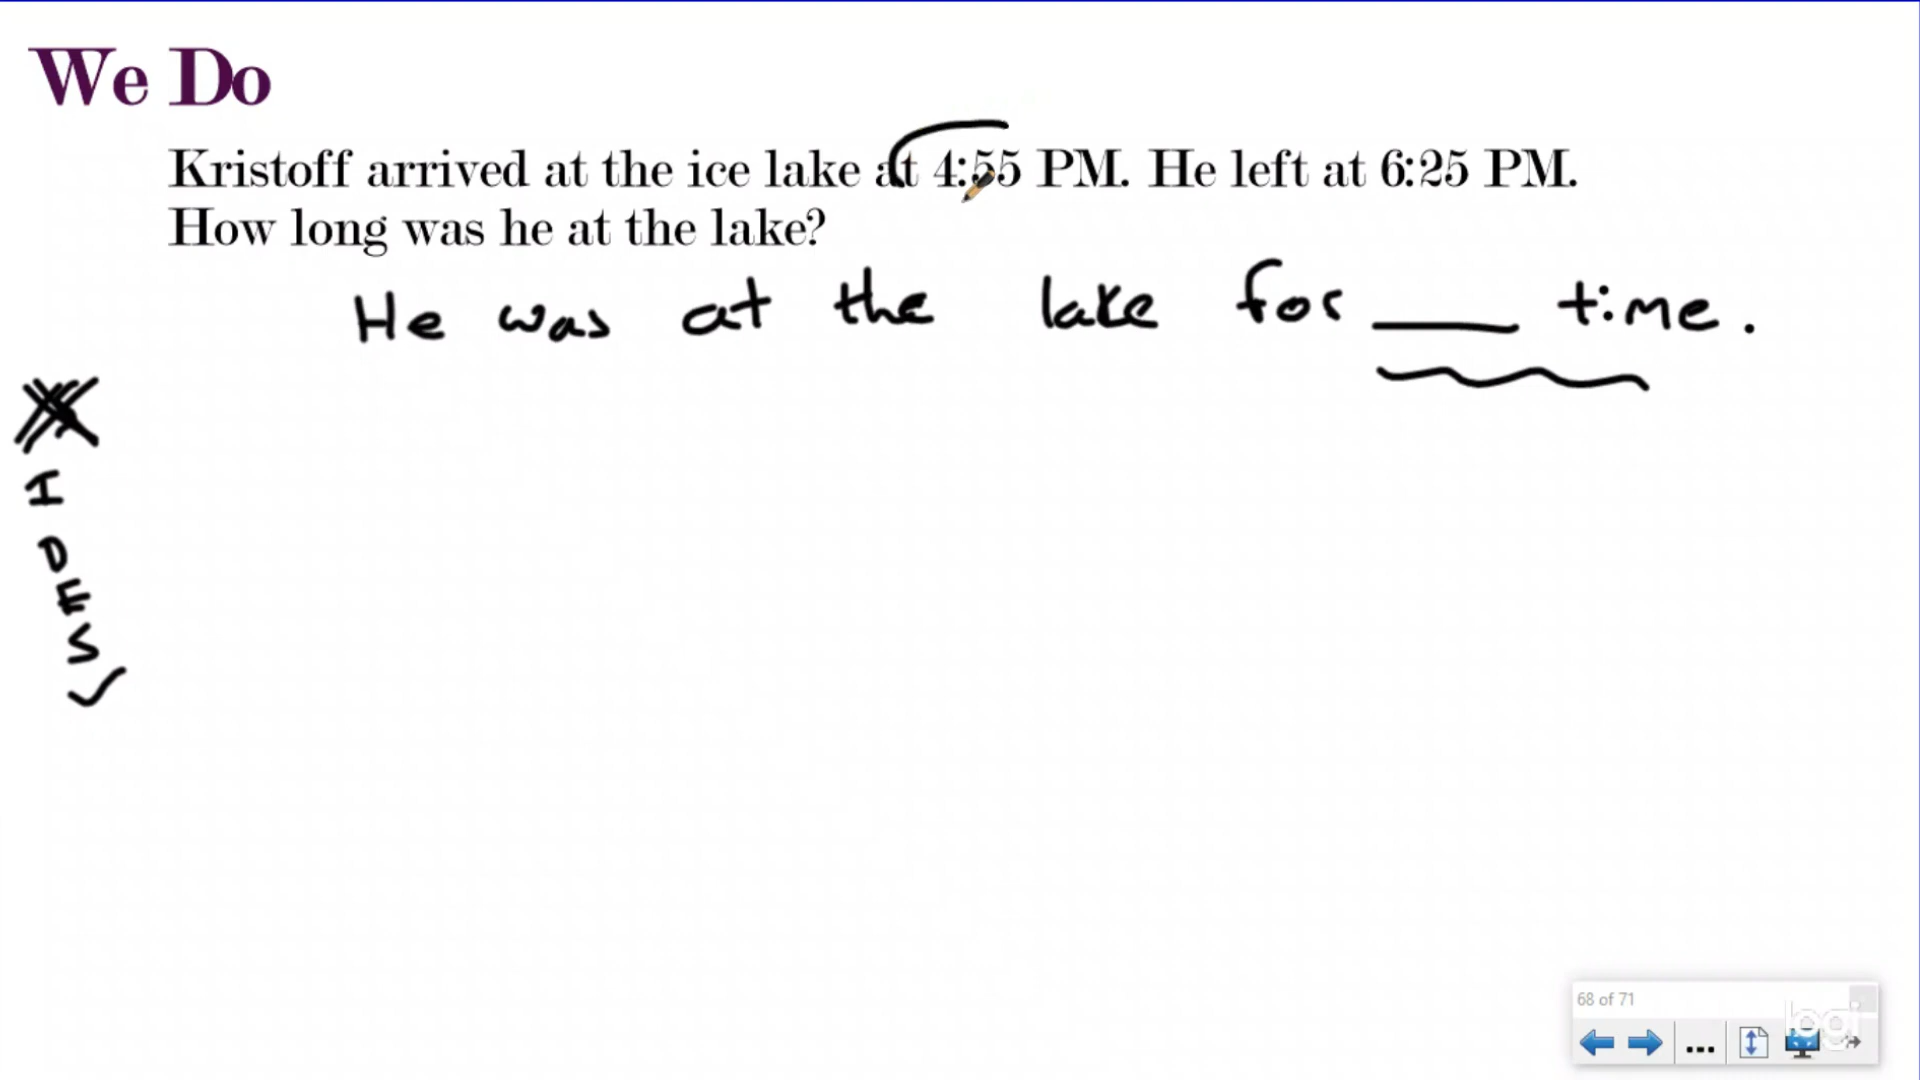 We Do
Kristoff arrived at the ice lake at 4:55 PM. He left at 6:25 PM.
How long was he at the lake?
He was at the lake for ___ time.
I
D
E
S
68 of 71
logi